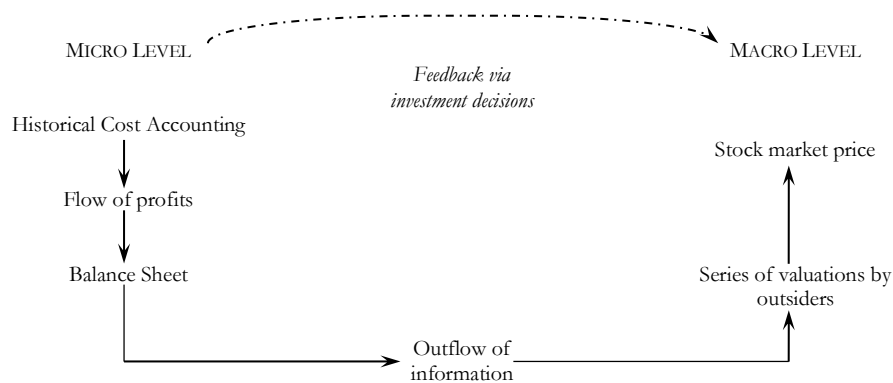 MICRO LEVEL
MACRO LEVEL
Feedback via
investment decisions
Historical Cost Accounting
Stock market price
Flow of profits
Balance Sheet
Series of valuations by
outsiders
Outflow of
information